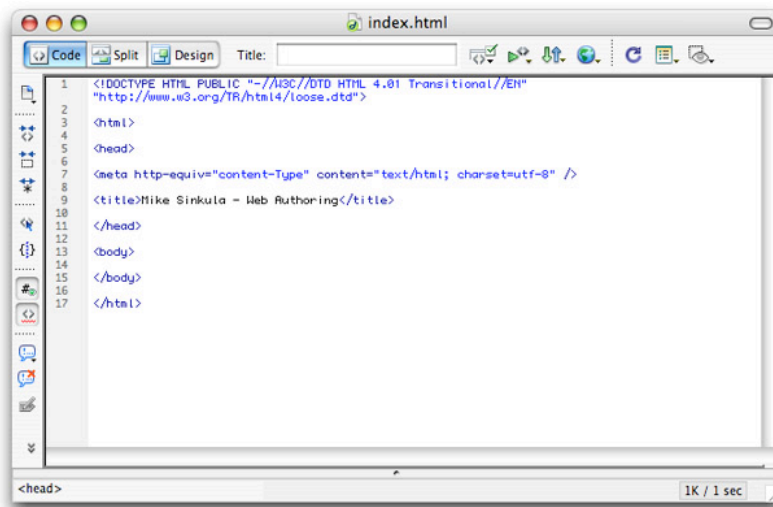 index.html
Code Split Design Title:
1 <!DOCTYPE HTML PUBLIC "-//W3C//DTD HTML 4.01 Transitional//EN"
"http://www.w3.org/TR/html4/loose.dtd">
2
3 <html>
4
5 <head>
6
7 <meta http-equiv="content-Type" content="text/html; charset=utf-8" />
8
9 <title>Mike Sinkula - Web Authoring</title>
10
11 </head>
12
13 <body>
14
15 </body>
16
17 </html>
<head> 1K / 1 sec